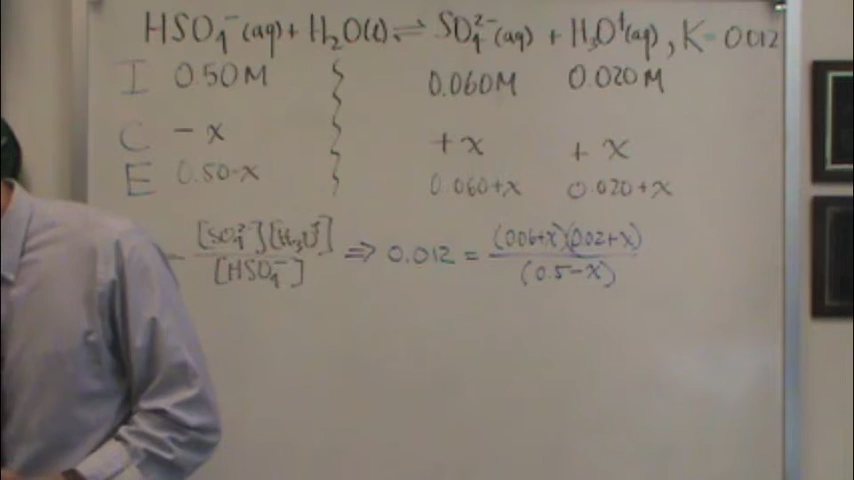 HSO₄⁻(aq) + H₂O(l) ⇌ SO₄²⁻(aq) + H₃O⁺(aq), K = 0.012
I 0.50M 0.060M 0.020M
C - x + x + x
E 0.50-x 0.060+x 0.020+x
= [SO₄²⁻][H₃O⁺] / [HSO₄⁻] ⇒ 0.012 = (0.06+x)(0.02+x) / (0.5-x)